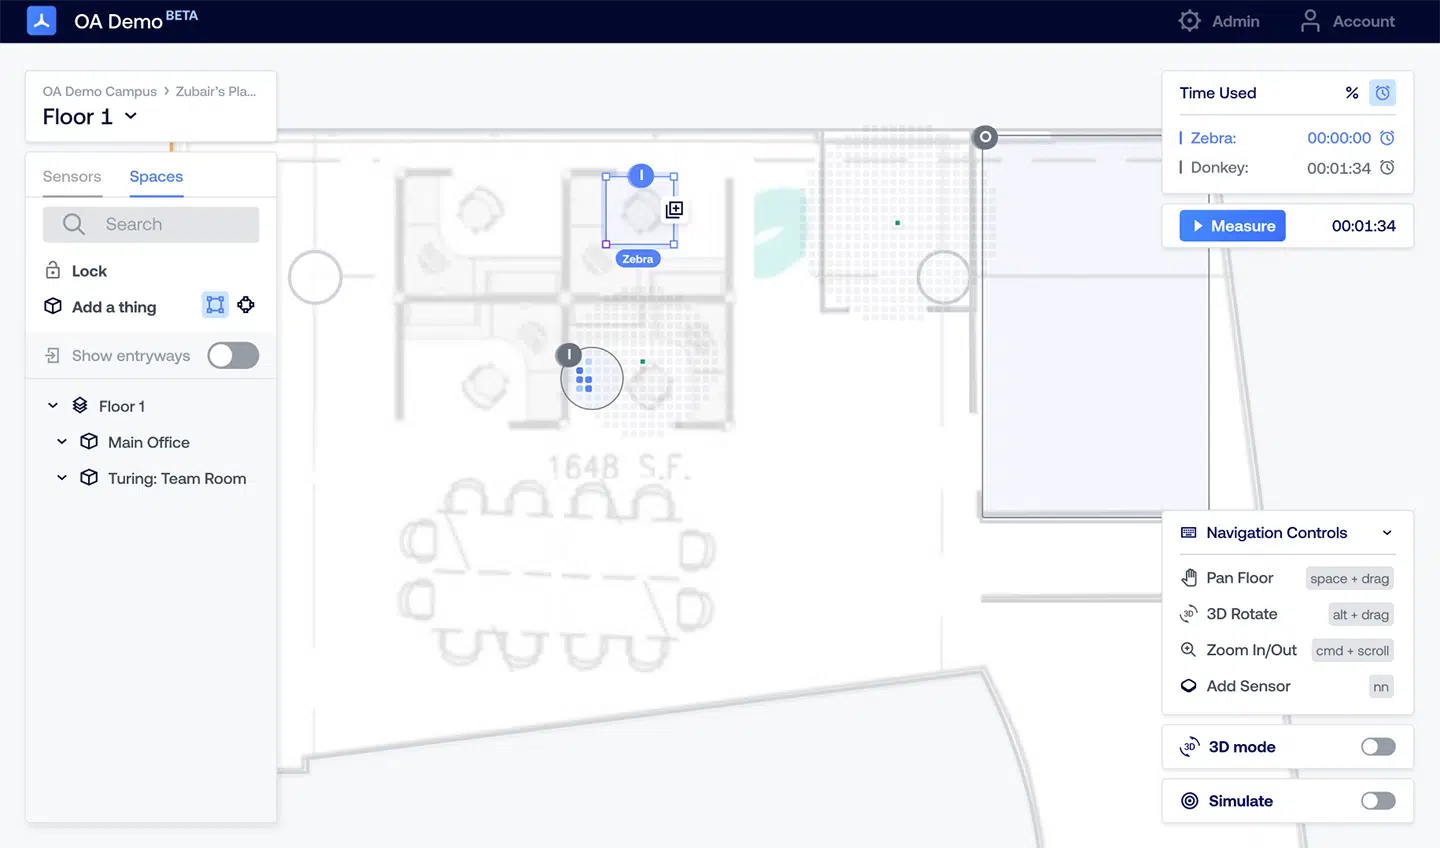 OA Demo BETA
Admin
Account
OA Demo Campus > Zubair's Pla...
Floor 1
Sensors
Spaces
Search
Lock
Add a thing
Show entryways
Floor 1
Main Office
Turing: Team Room
I
Zebra
I
1648 S.F.
O
Time Used
%
Zebra: 00:00:00
Donkey: 00:01:34
Measure 00:01:34
Navigation Controls
Pan Floor space + drag
3D 3D Rotate alt + drag
Zoom In/Out cmd + scroll
Add Sensor nn
3D 3D mode
Simulate